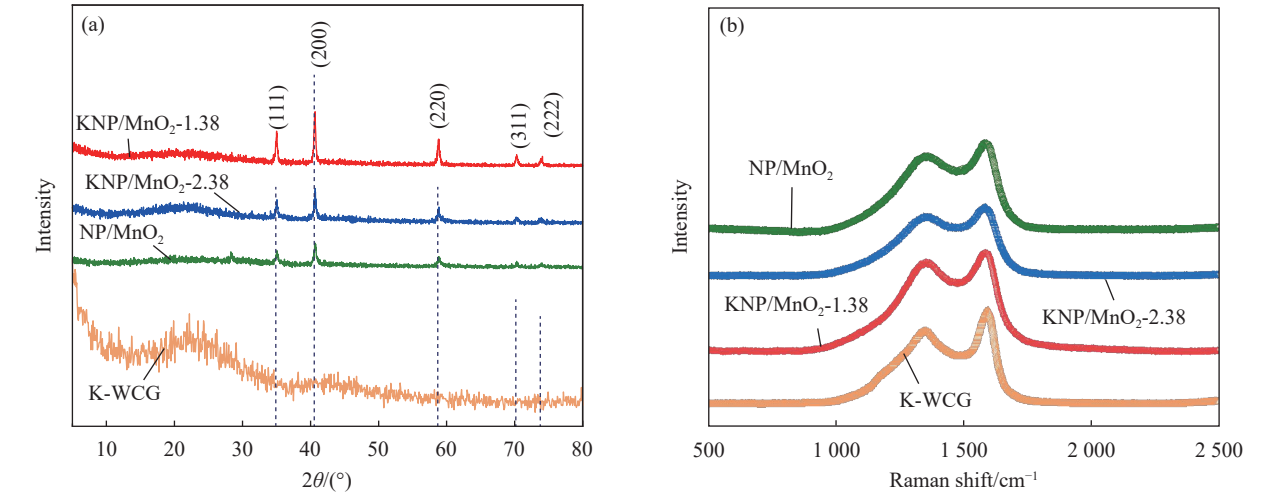 (a)
(200)
(111)
(220)
(311)
(222)
KNP/MnO₂-1.38
KNP/MnO₂-2.38
NP/MnO₂
K-WCG
Intensity
10 20 30 40 50 60 70 80
2θ/(°)
(b)
NP/MnO₂
KNP/MnO₂-1.38
KNP/MnO₂-2.38
K-WCG
Intensity
500 1 000 1 500 2 000 2 500
Raman shift/cm⁻¹